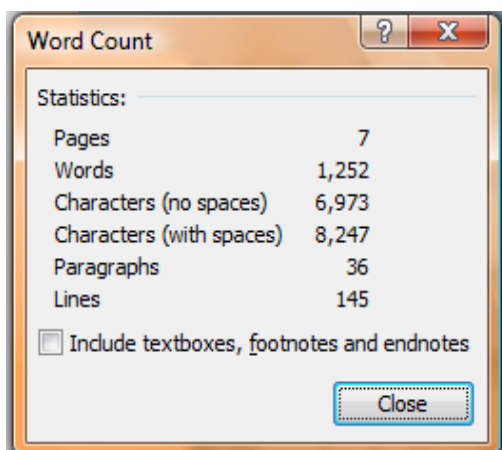 Word Count
Statistics:
Pages 7
Words 1,252
Characters (no spaces) 6,973
Characters (with spaces) 8,247
Paragraphs 36
Lines 145
Include textboxes, footnotes and endnotes
Close